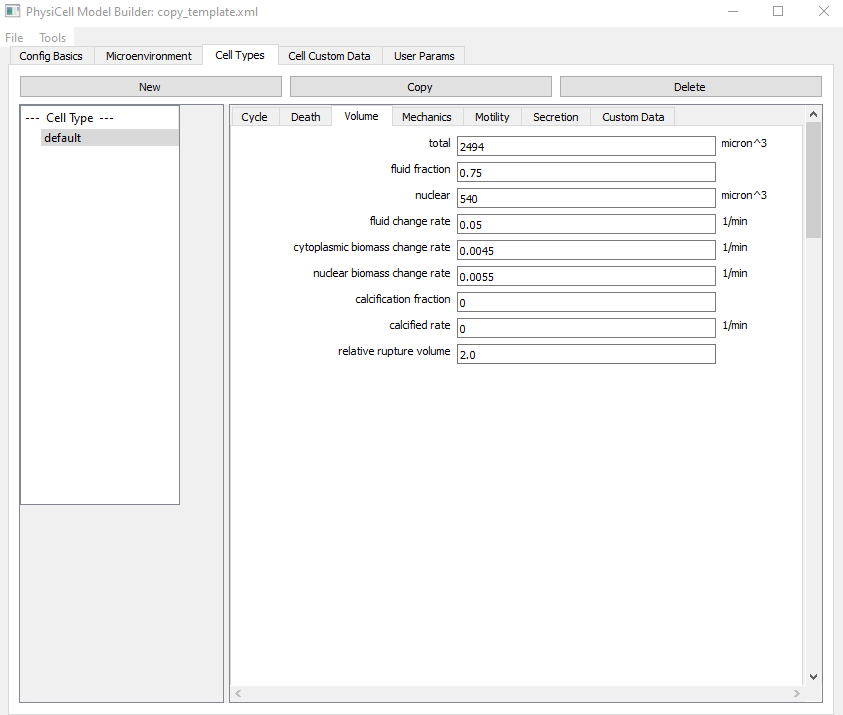 PhysiCell Model Builder: copy_template.xml
File Tools
Config Basics Microenvironment Cell Types Cell Custom Data User Params
New Copy Delete
--- Cell Type ---
default
Cycle Death Volume Mechanics Motility Secretion Custom Data
total 2494 micron^3
fluid fraction 0.75
nuclear 540 micron^3
fluid change rate 0.05 1/min
cytoplasmic biomass change rate 0.0045 1/min
nuclear biomass change rate 0.0055 1/min
calcification fraction 0
calcified rate 0 1/min
relative rupture volume 2.0